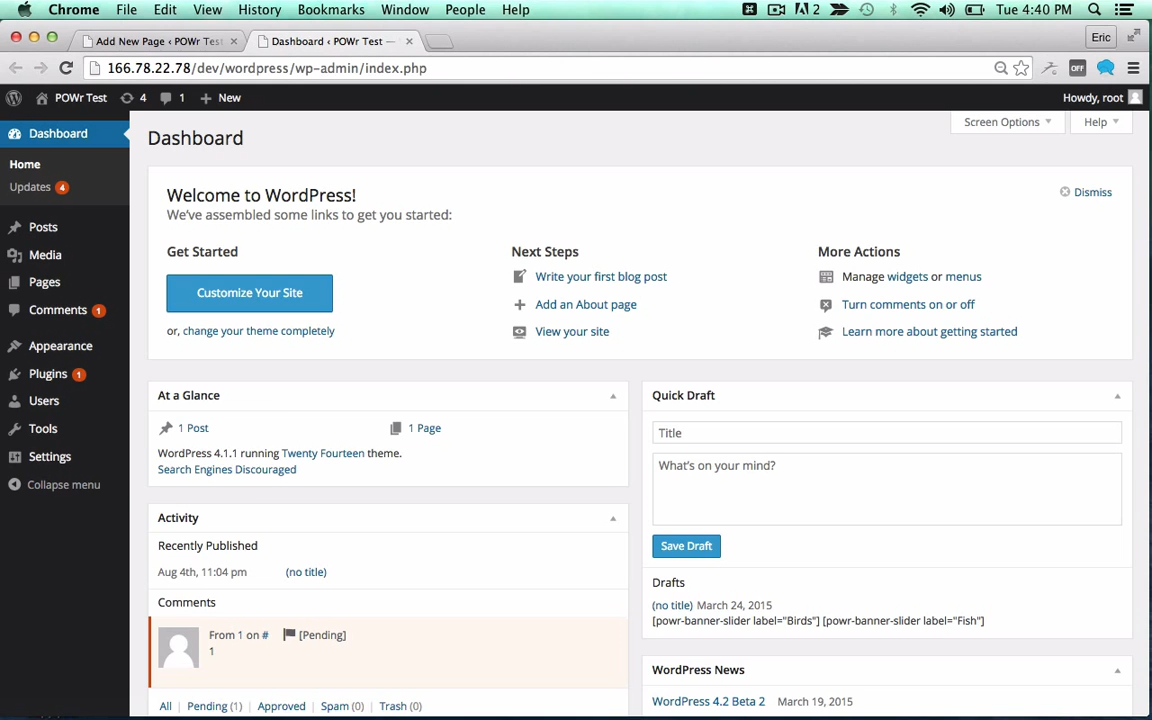 Chrome File Edit View History Bookmarks Window People Help 2 Tue 4:40 PM
Add New Page ‹ POWr Test Dashboard ‹ POWr Test — Eric
166.78.22.78/dev/wordpress/wp-admin/index.php OFF
POWr Test 4 1 + New Howdy, root
Dashboard
Home
Updates 4
Posts
Media
Pages
Comments 1
Appearance
Plugins 1
Users
Tools
Settings
Collapse menu
Dashboard
Screen Options Help
Welcome to WordPress!
Dismiss
We've assembled some links to get you started:
Get Started
Customize Your Site
or, change your theme completely
Next Steps
Write your first blog post
Add an About page
View your site
More Actions
Manage widgets or menus
Turn comments on or off
Learn more about getting started
At a Glance
1 Post 1 Page
WordPress 4.1.1 running Twenty Fourteen theme.
Search Engines Discouraged
Activity
Recently Published
Aug 4th, 11:04 pm (no title)
Comments
From 1 on # [Pending]
1
All | Pending (1) | Approved | Spam (0) | Trash (0)
Quick Draft
Title
What's on your mind?
Save Draft
Drafts
(no title) March 24, 2015
[powr-banner-slider label="Birds"] [powr-banner-slider label="Fish"]
WordPress News
WordPress 4.2 Beta 2 March 19, 2015